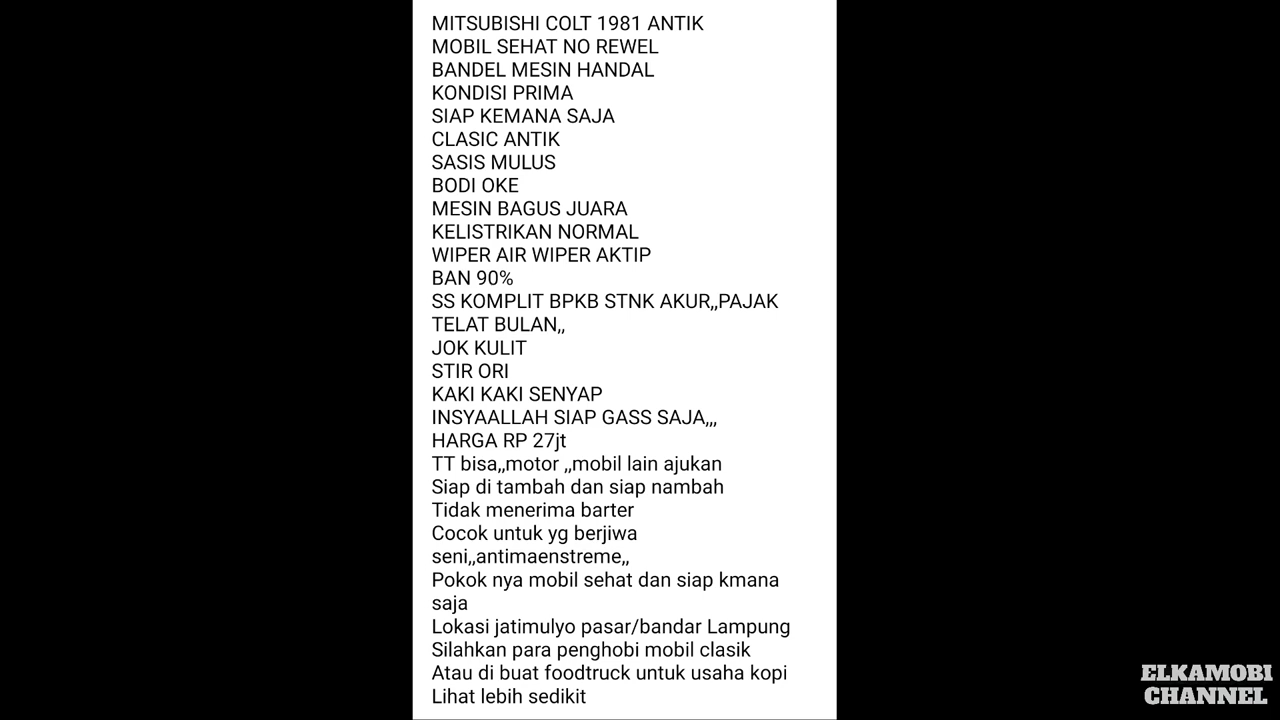 MITSUBISHI COLT 1981 ANTIK
MOBIL SEHAT NO REWEL
BANDEL MESIN HANDAL
KONDISI PRIMA
SIAP KEMANA SAJA
CLASIC ANTIK
SASIS MULUS
BODI OKE
MESIN BAGUS JUARA
KELISTRIKAN NORMAL
WIPER AIR WIPER AKTIP
BAN 90%
SS KOMPLIT BPKB STNK AKUR,,PAJAK
TELAT BULAN,,
JOK KULIT
STIR ORI
KAKI KAKI SENYAP
INSYAALLAH SIAP GASS SAJA,,,
HARGA RP 27jt
TT bisa,,motor ,,mobil lain ajukan
Siap di tambah dan siap nambah
Tidak menerima barter
Cocok untuk yg berjiwa
seni,,antimaenstreme,,
Pokok nya mobil sehat dan siap kmana
saja
Lokasi jatimulyo pasar/bandar Lampung
Silahkan para penghobi mobil clasik
Atau di buat foodtruck untuk usaha kopi
Lihat lebih sedikit
ELKAMOBI
CHANNEL